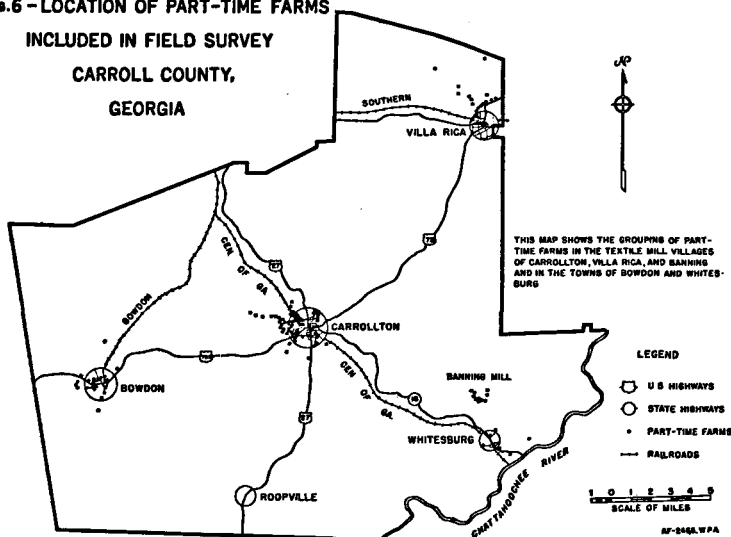 .6 - LOCATION OF PART-TIME FARMS
INCLUDED IN FIELD SURVEY
CARROLL COUNTY,
GEORGIA
SOUTHERN
VILLA RICA
78
THIS MAP SHOWS THE GROUPING OF PART-
TIME FARMS IN THE TEXTILE MILL VILLAGES
OF CARROLLTON, VILLA RICA, AND BANNING
AND IN THE TOWNS OF BOWDON AND WHITES-
BURG
27
CEN OF GA.
BOWDON
CARROLLTON
BOWDON
CEN OF GA.
16
BANNING MILL
WHITESBURG
ROOPVILLE
CHATTAHOOCHEE RIVER
LEGEND
U S HIGHWAYS
STATE HIGHWAYS
PART-TIME FARMS
RAILROADS
1 0 1 2 3 4 5
SCALE OF MILES